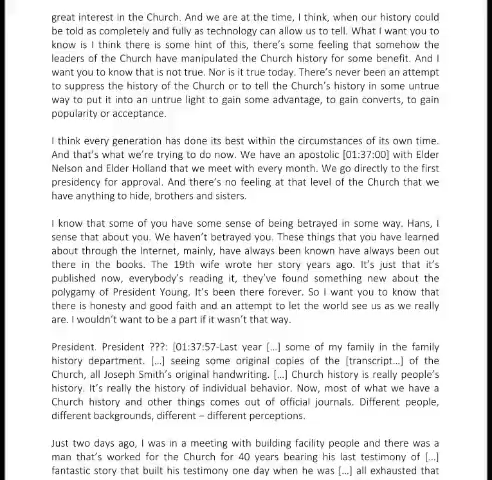 great interest in the Church. And we are at the time, I think, when our history could
be told as completely and fully as technology can allow us to tell. What I want you to
know is I think there is some hint of this, there's some feeling that somehow the
leaders of the Church have manipulated the Church history for some benefit. And I
want you to know that is not true. Nor is it true today. There's never been an attempt
to suppress the history of the Church or to tell the Church's history in some untrue
way to put it into an untrue light to gain some advantage, to gain converts, to gain
popularity or acceptance.
I think every generation has done its best within the circumstances of its own time.
And that's what we're trying to do now. We have an apostolic [01:37:00] with Elder
Nelson and Elder Holland that we meet with every month. We go directly to the first
presidency for approval. And there's no feeling at that level of the Church that we
have anything to hide, brothers and sisters.
I know that some of you have some sense of being betrayed in some way. Hans, I
sense that about you. We haven't betrayed you. These things that you have learned
about through the Internet, mainly, have always been known have always been out
there in the books. The 19th wife wrote her story years ago. It's just that it's
published now, everybody's reading it, they've found something new about the
polygamy of President Young. It's been there forever. So I want you to know that
there is honesty and good faith and an attempt to let the world see us as we really
are. I wouldn't want to be a part if it wasn't that way.
President. President ???: [01:37:57-Last year [...] some of my family in the family
history department. [...] seeing some original copies of the [transcript...] of the
Church, all Joseph Smith's original handwriting. [...] Church history is really people's
history. It's really the history of individual behavior. Now, most of what we have a
Church history and other things comes out of official journals. Different people,
different backgrounds, different – different perceptions.
Just two days ago, I was in a meeting with building facility people and there was a
man that's worked for the Church for 40 years bearing his last testimony of [...]
fantastic story that built his testimony one day when he was [...] all exhausted that